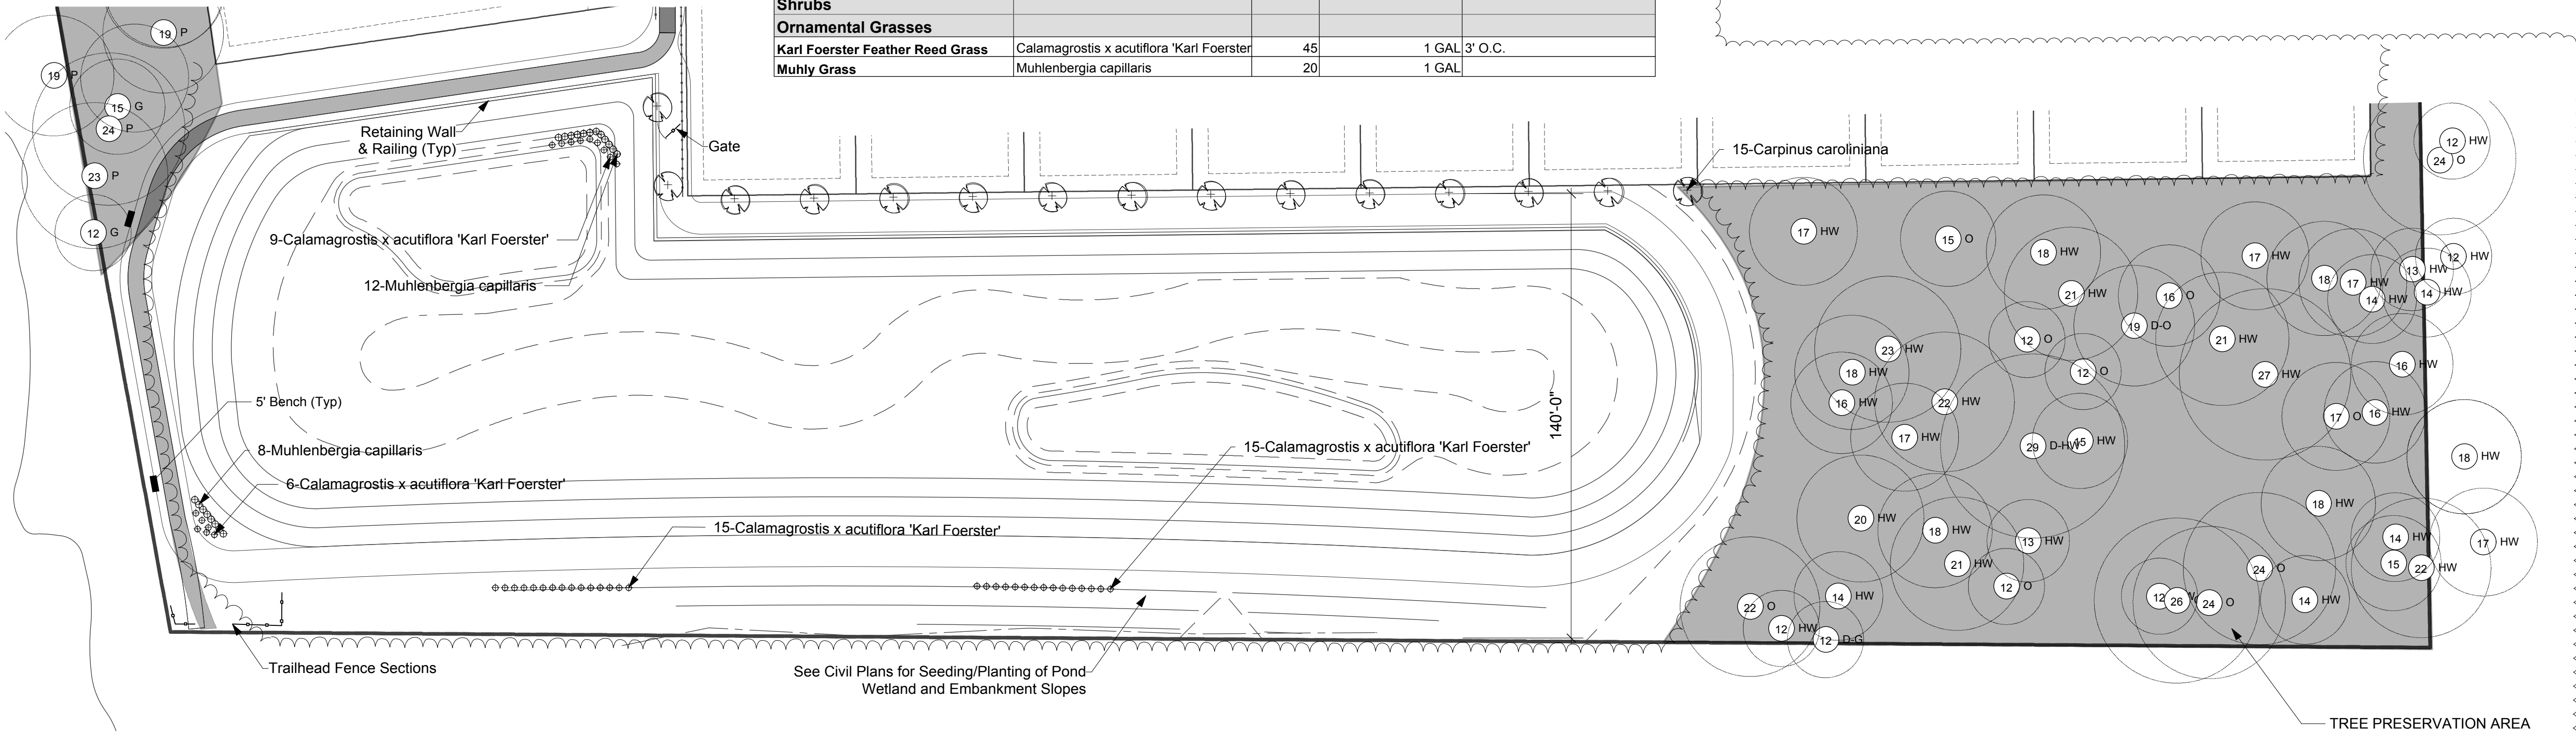 Shrubs
Ornamental Grasses
Karl Foerster Feather Reed Grass Calamagrostis x acutiflora 'Karl Foerster 45 1 GAL 3' O.C.
Muhly Grass Muhlenbergia capillaris 20 1 GAL
19 P
19 P
15 G
24 P
23 P
12 G
Retaining Wall
& Railing (Typ)
Gate
15-Carpinus caroliniana
9-Calamagrostis x acutiflora 'Karl Foerster'
12-Muhlenbergia capillaris
5' Bench (Typ)
8-Muhlenbergia capillaris
6-Calamagrostis x acutiflora 'Karl Foerster'
15-Calamagrostis x acutiflora 'Karl Foerster'
15-Calamagrostis x acutiflora 'Karl Foerster'
140'-0"
Trailhead Fence Sections
See Civil Plans for Seeding/Planting of Pond
Wetland and Embankment Slopes
TREE PRESERVATION AREA
12 HW
24 O
17 HW
15 O
18 HW
17 HW
12 HW
13 HW
18
17 HW
14 HW
14 HW
21 HW
16 O
19 D-O
12 O
21 HW
23 HW
18 HW
16 HW
12 O
27 HW
16 HW
22 HW
17 O
16 HW
17 HW
29 D-HW
15 HW
18 HW
18 HW
20 HW
18 HW
13 HW
14 HW
17 HW
21 HW
12 O
24 O
15
22 HW
14 HW
22 O
12 HW
12 D-G
12
26
24 O
14 HW